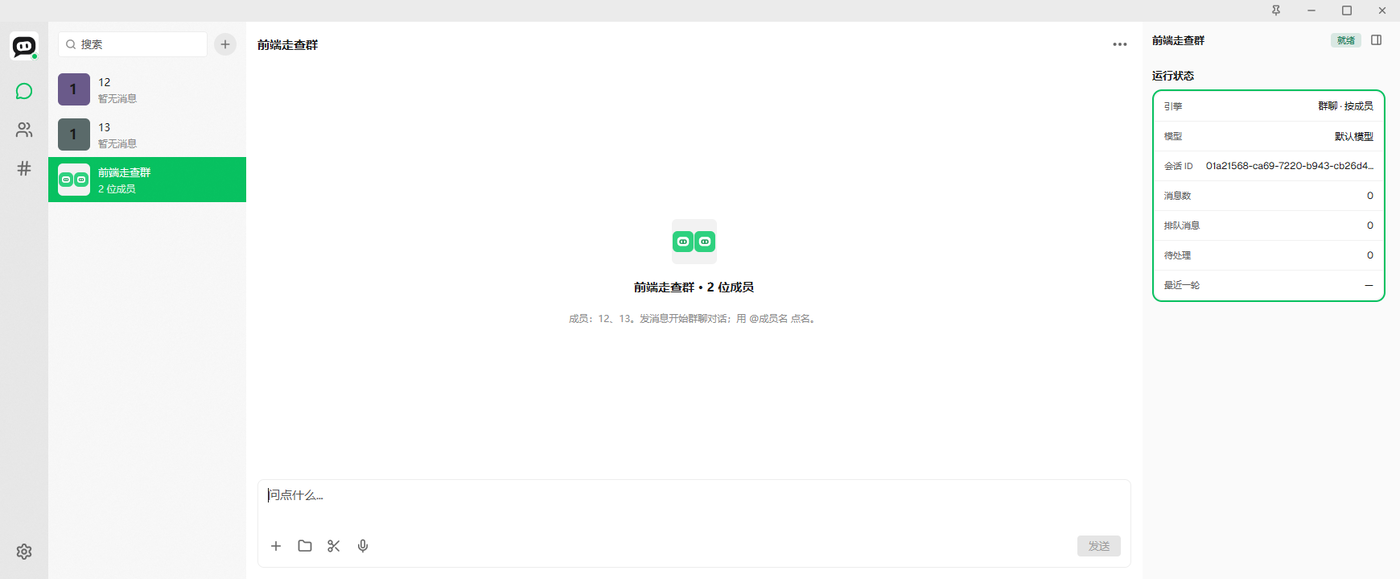 搜索
1
12
暂无消息
1
13
暂无消息
前端走查群
2 位成员
前端走查群
前端走查群 • 2 位成员
成员：12、13。发消息开始群聊对话；用 @成员名 点名。
问点什么...
发送
前端走查群
就绪
运行状态
引擎 群聊 · 按成员
模型 默认模型
会话 ID 01a21568-ca69-7220-b943-cb26d4...
消息数 0
排队消息 0
待处理 0
最近一轮 —